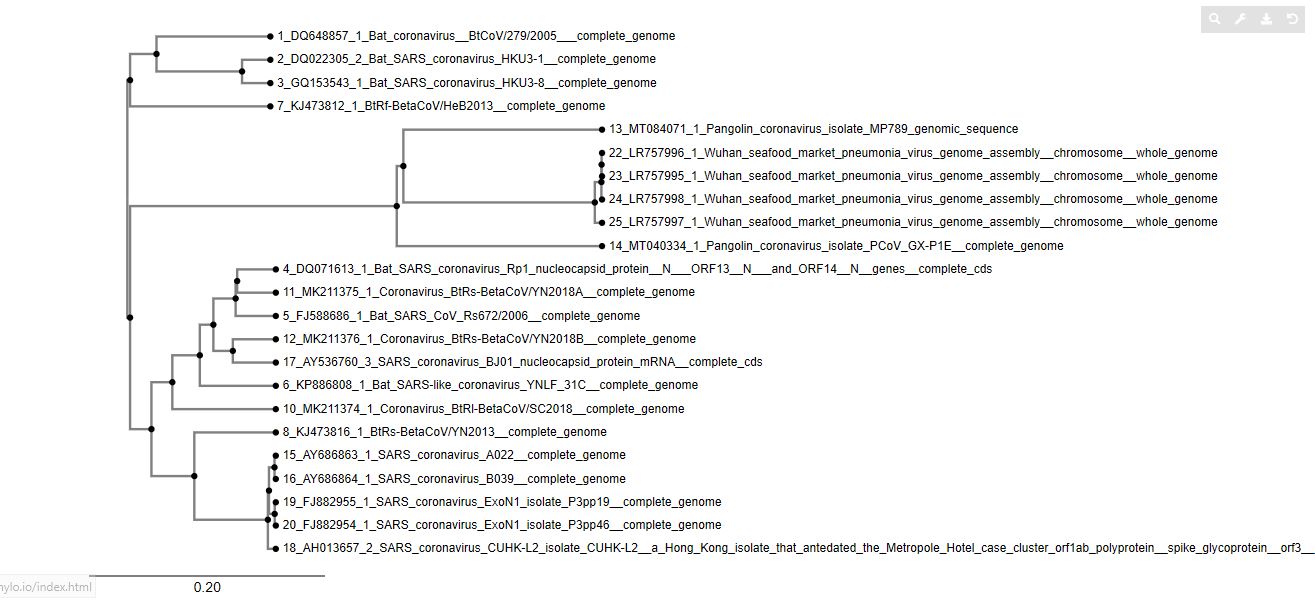 1_DQ648857_1_Bat_coronavirus__BtCoV/279/2005___complete_genome
2_DQ022305_2_Bat_SARS_coronavirus_HKU3-1__complete_genome
3_GQ153543_1_Bat_SARS_coronavirus_HKU3-8__complete_genome
7_KJ473812_1_BtRf-BetaCoV/HeB2013__complete_genome
13_MT084071_1_Pangolin_coronavirus_isolate_MP789_genomic_sequence
22_LR757996_1_Wuhan_seafood_market_pneumonia_virus_genome_assembly__chromosome__whole_genome
23_LR757995_1_Wuhan_seafood_market_pneumonia_virus_genome_assembly__chromosome__whole_genome
24_LR757998_1_Wuhan_seafood_market_pneumonia_virus_genome_assembly__chromosome__whole_genome
25_LR757997_1_Wuhan_seafood_market_pneumonia_virus_genome_assembly__chromosome__whole_genome
14_MT040334_1_Pangolin_coronavirus_isolate_PCoV_GX-P1E__complete_genome
4_DQ071613_1_Bat_SARS_coronavirus_Rp1_nucleocapsid_protein__N___ORF13__N___and_ORF14__N__genes__complete_cds
11_MK211375_1_Coronavirus_BtRs-BetaCoV/YN2018A__complete_genome
5_FJ588686_1_Bat_SARS_CoV_Rs672/2006__complete_genome
12_MK211376_1_Coronavirus_BtRs-BetaCoV/YN2018B__complete_genome
17_AY536760_3_SARS_coronavirus_BJ01_nucleocapsid_protein_mRNA__complete_cds
6_KP886808_1_Bat_SARS-like_coronavirus_YNLF_31C__complete_genome
10_MK211374_1_Coronavirus_BtRl-BetaCoV/SC2018__complete_genome
8_KJ473816_1_BtRs-BetaCoV/YN2013__complete_genome
15_AY686863_1_SARS_coronavirus_A022__complete_genome
16_AY686864_1_SARS_coronavirus_B039__complete_genome
19_FJ882955_1_SARS_coronavirus_ExoN1_isolate_P3pp19__complete_genome
20_FJ882954_1_SARS_coronavirus_ExoN1_isolate_P3pp46__complete_genome
18_AH013657_2_SARS_coronavirus_CUHK-L2_isolate_CUHK-L2__a_Hong_Kong_isolate_that_antedated_the_Metropole_Hotel_case_cluster_orf1ab_polyprotein__spike_glycoprotein__orf3__
hylo.io/index.html
0.20